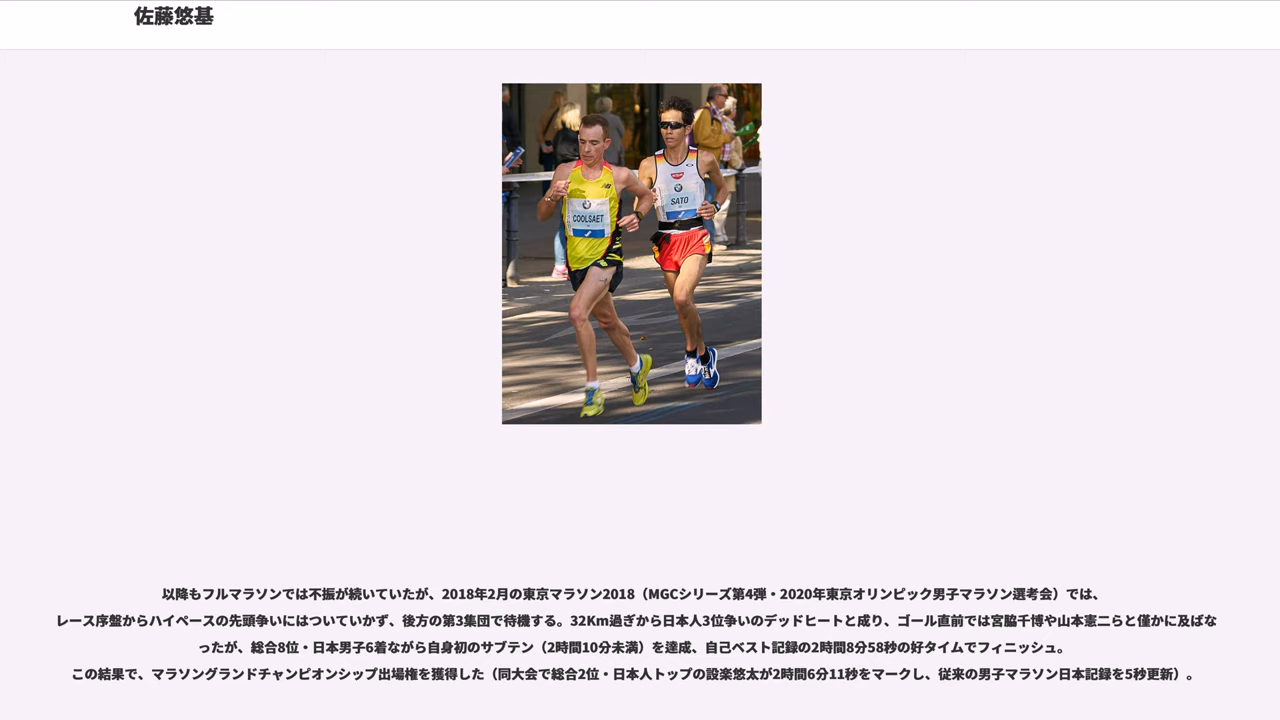 佐藤悠基
COOLSAET
SATO
以降もフルマラソンでは不振が続いていたが、2018年2月の東京マラソン2018（MGCシリーズ第4弾・2020年東京オリンピック男子マラソン選考会）では、
レース序盤からハイペースの先頭争いにはついていかず、後方の第3集団で待機する。32Km過ぎから日本人3位争いのデッドヒートと成り、ゴール直前では宮脇千博や山本憲二らと僅かに及ばな
ったが、総合8位・日本男子6着ながら自身初のサブテン（2時間10分未満）を達成、自己ベスト記録の2時間8分58秒の好タイムでフィニッシュ。
この結果で、マラソングランドチャンピオンシップ出場権を獲得した（同大会で総合2位・日本人トップの設楽悠太が2時間6分11秒をマークし、従来の男子マラソン日本記録を5秒更新）。